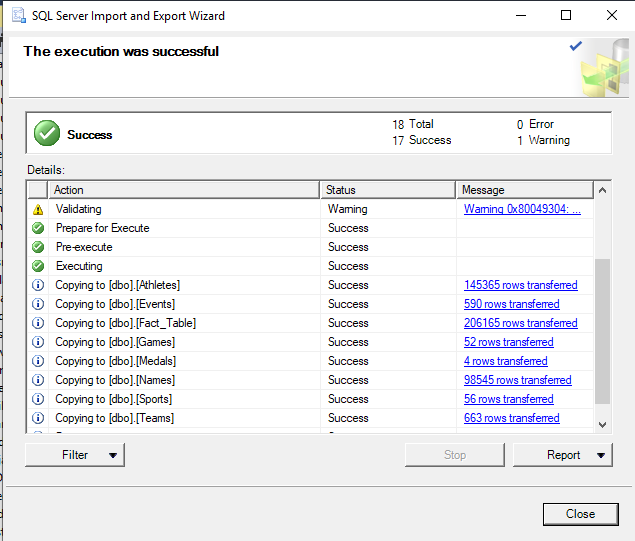 SQL Server Import and Export Wizard
The execution was successful
Success
18 Total 0 Error
17 Success 1 Warning
Details:
Action Status Message
Validating Warning Warning 0x80049304: ...
Prepare for Execute Success
Pre-execute Success
Executing Success
Copying to [dbo].[Athletes] Success 145365 rows transferred
Copying to [dbo].[Events] Success 590 rows transferred
Copying to [dbo].[Fact_Table] Success 206165 rows transferred
Copying to [dbo].[Games] Success 52 rows transferred
Copying to [dbo].[Medals] Success 4 rows transferred
Copying to [dbo].[Names] Success 98545 rows transferred
Copying to [dbo].[Sports] Success 56 rows transferred
Copying to [dbo].[Teams] Success 663 rows transferred
Filter Stop Report
Close